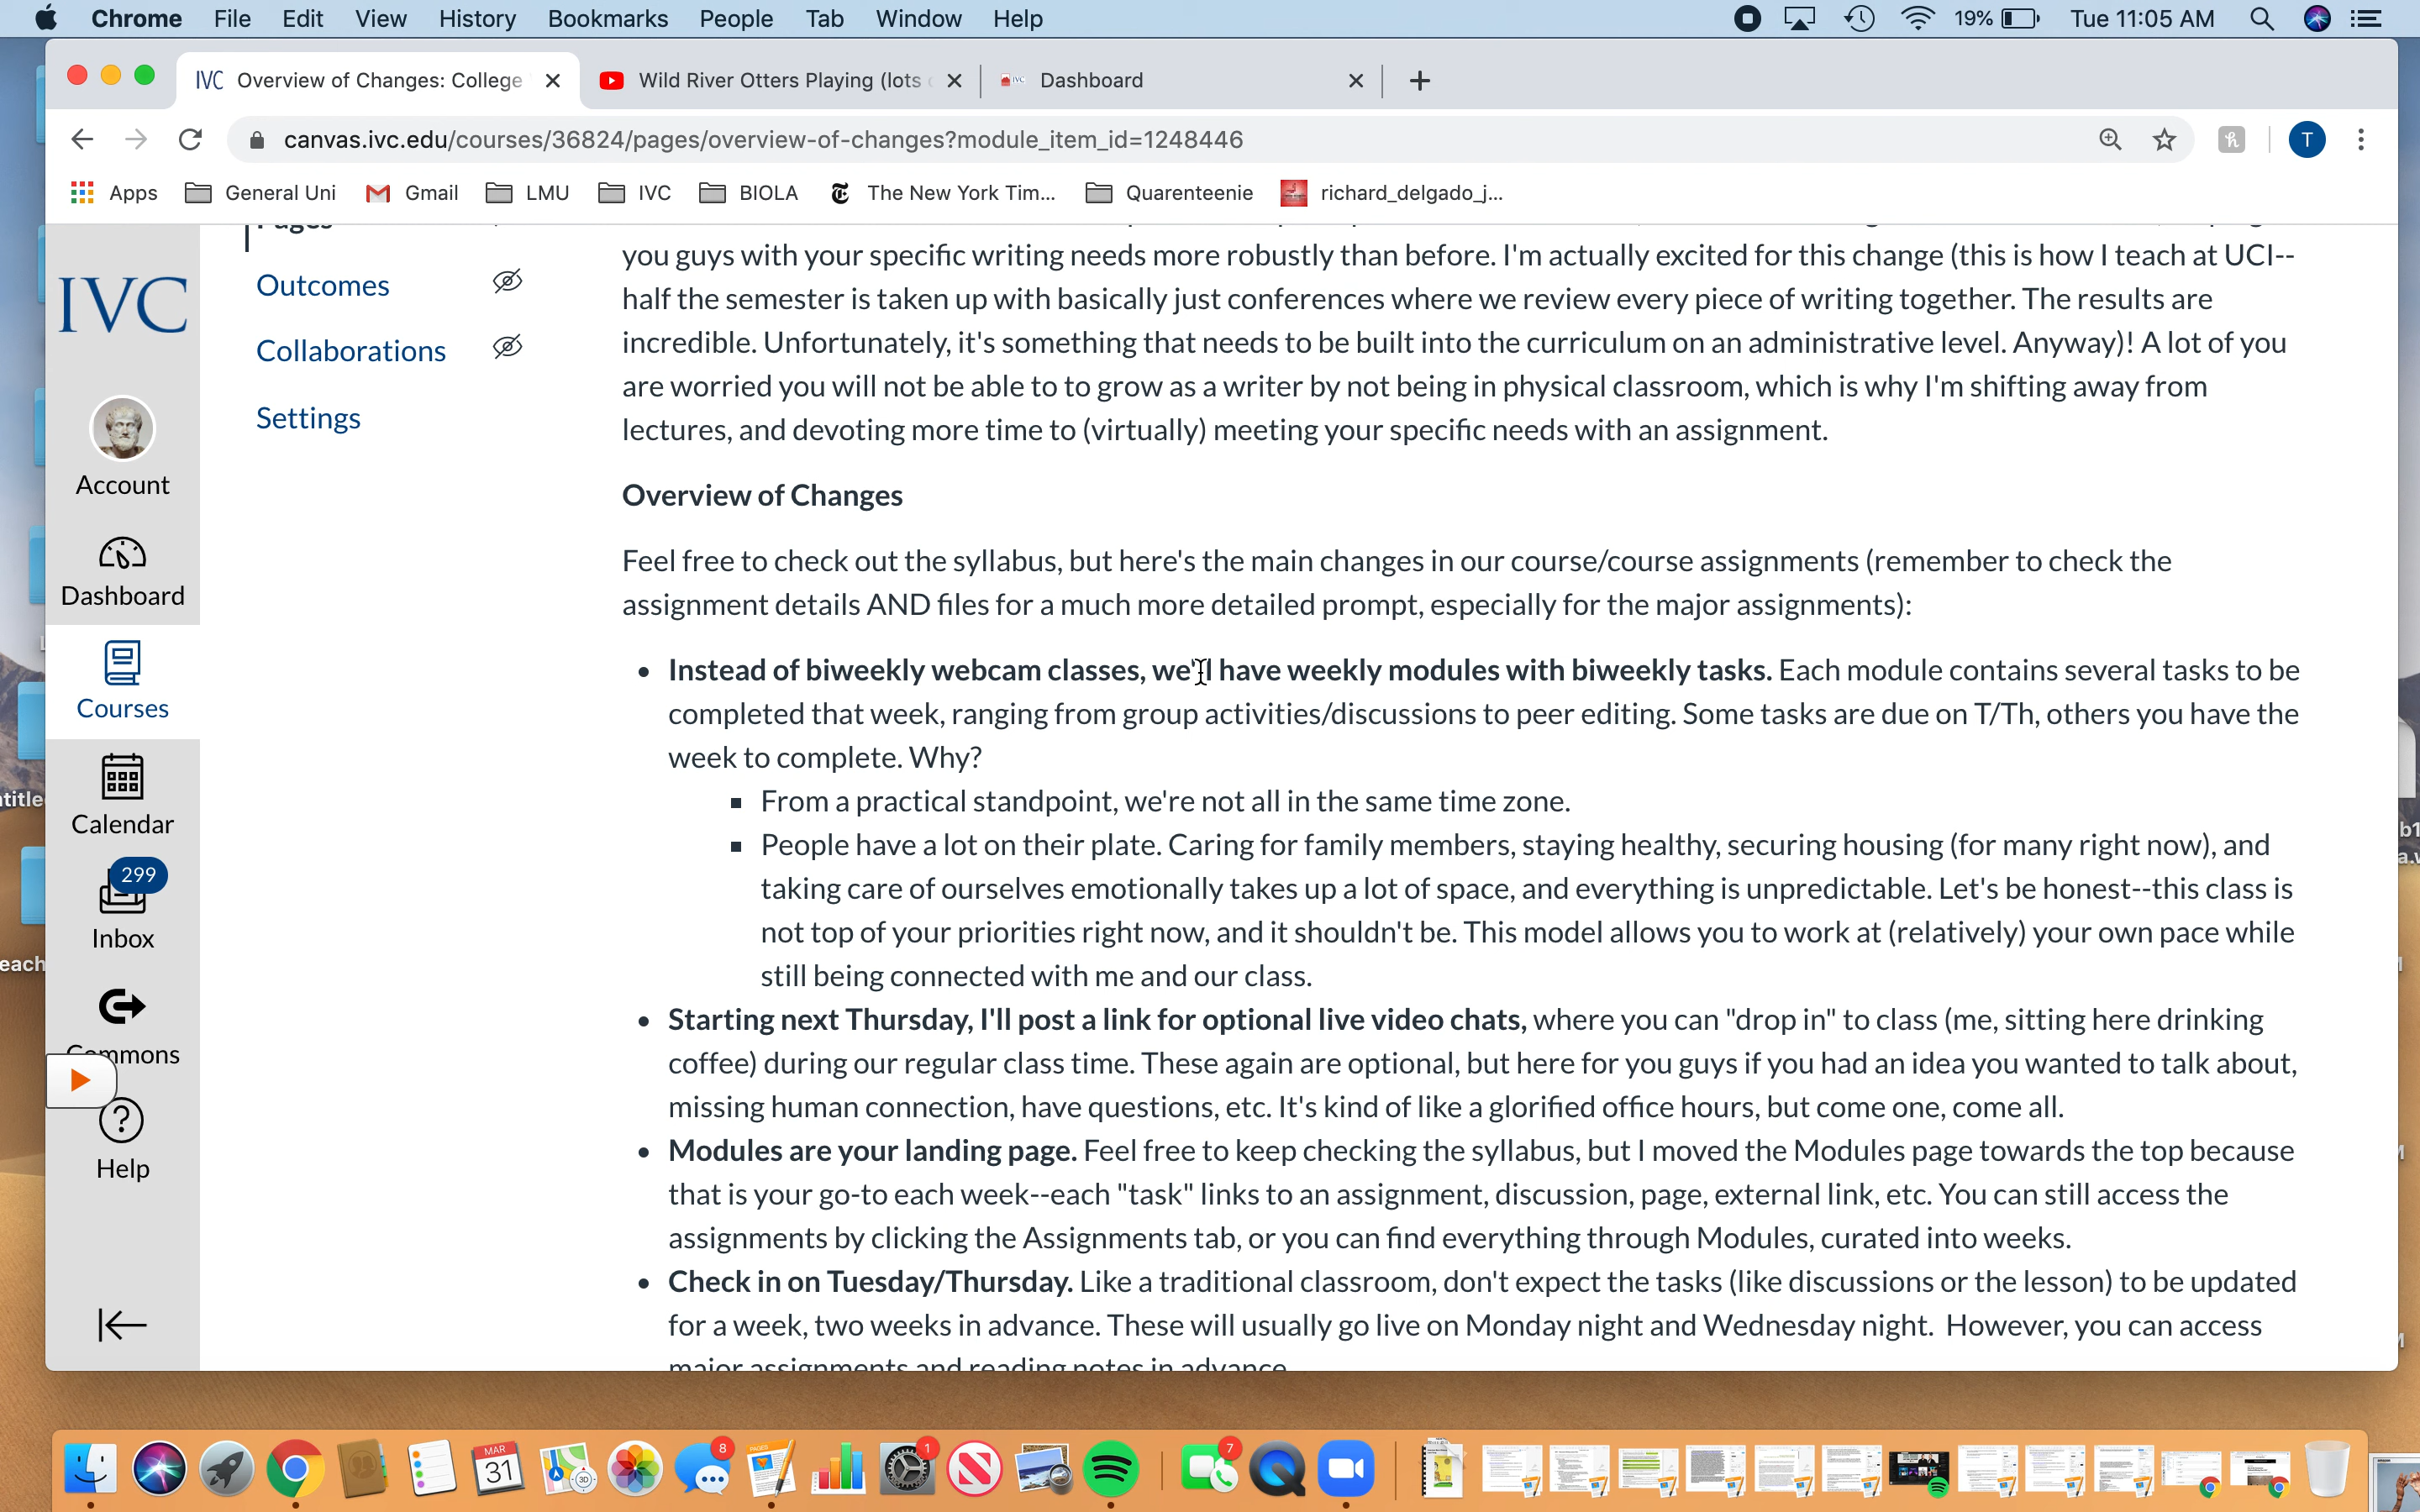 Chrome File Edit View History Bookmarks People Tab Window Help 19% Tue 11:05 AM
IVC Overview of Changes: College
Wild River Otters Playing (lots
IVC Dashboard
canvas.ivc.edu/courses/36824/pages/overview-of-changes?module_item_id=1248446
T
Apps General Uni Gmail LMU IVC BIOLA The New York Tim... Quarenteenie richard_delgado_j...
IVC
Account
Dashboard
Courses
Calendar
299
Inbox
Commons
Help
Pages
Outcomes
Collaborations
Settings
you guys with your specific writing needs more robustly than before. I'm actually excited for this change (this is how I teach at UCI--
half the semester is taken up with basically just conferences where we review every piece of writing together. The results are
incredible. Unfortunately, it's something that needs to be built into the curriculum on an administrative level. Anyway)! A lot of you
are worried you will not be able to to grow as a writer by not being in physical classroom, which is why I'm shifting away from
lectures, and devoting more time to (virtually) meeting your specific needs with an assignment.
Overview of Changes
Feel free to check out the syllabus, but here's the main changes in our course/course assignments (remember to check the
assignment details AND files for a much more detailed prompt, especially for the major assignments):
• Instead of biweekly webcam classes, we'll have weekly modules with biweekly tasks. Each module contains several tasks to be
completed that week, ranging from group activities/discussions to peer editing. Some tasks are due on T/Th, others you have the
week to complete. Why?
▪ From a practical standpoint, we're not all in the same time zone.
▪ People have a lot on their plate. Caring for family members, staying healthy, securing housing (for many right now), and
taking care of ourselves emotionally takes up a lot of space, and everything is unpredictable. Let's be honest--this class is
not top of your priorities right now, and it shouldn't be. This model allows you to work at (relatively) your own pace while
still being connected with me and our class.
• Starting next Thursday, I'll post a link for optional live video chats, where you can "drop in" to class (me, sitting here drinking
coffee) during our regular class time. These again are optional, but here for you guys if you had an idea you wanted to talk about,
missing human connection, have questions, etc. It's kind of like a glorified office hours, but come one, come all.
• Modules are your landing page. Feel free to keep checking the syllabus, but I moved the Modules page towards the top because
that is your go-to each week--each "task" links to an assignment, discussion, page, external link, etc. You can still access the
assignments by clicking the Assignments tab, or you can find everything through Modules, curated into weeks.
• Check in on Tuesday/Thursday. Like a traditional classroom, don't expect the tasks (like discussions or the lesson) to be updated
for a week, two weeks in advance. These will usually go live on Monday night and Wednesday night. However, you can access
major assignments and reading notes in advance
MAR
31
3D
8
PAGES
1
7